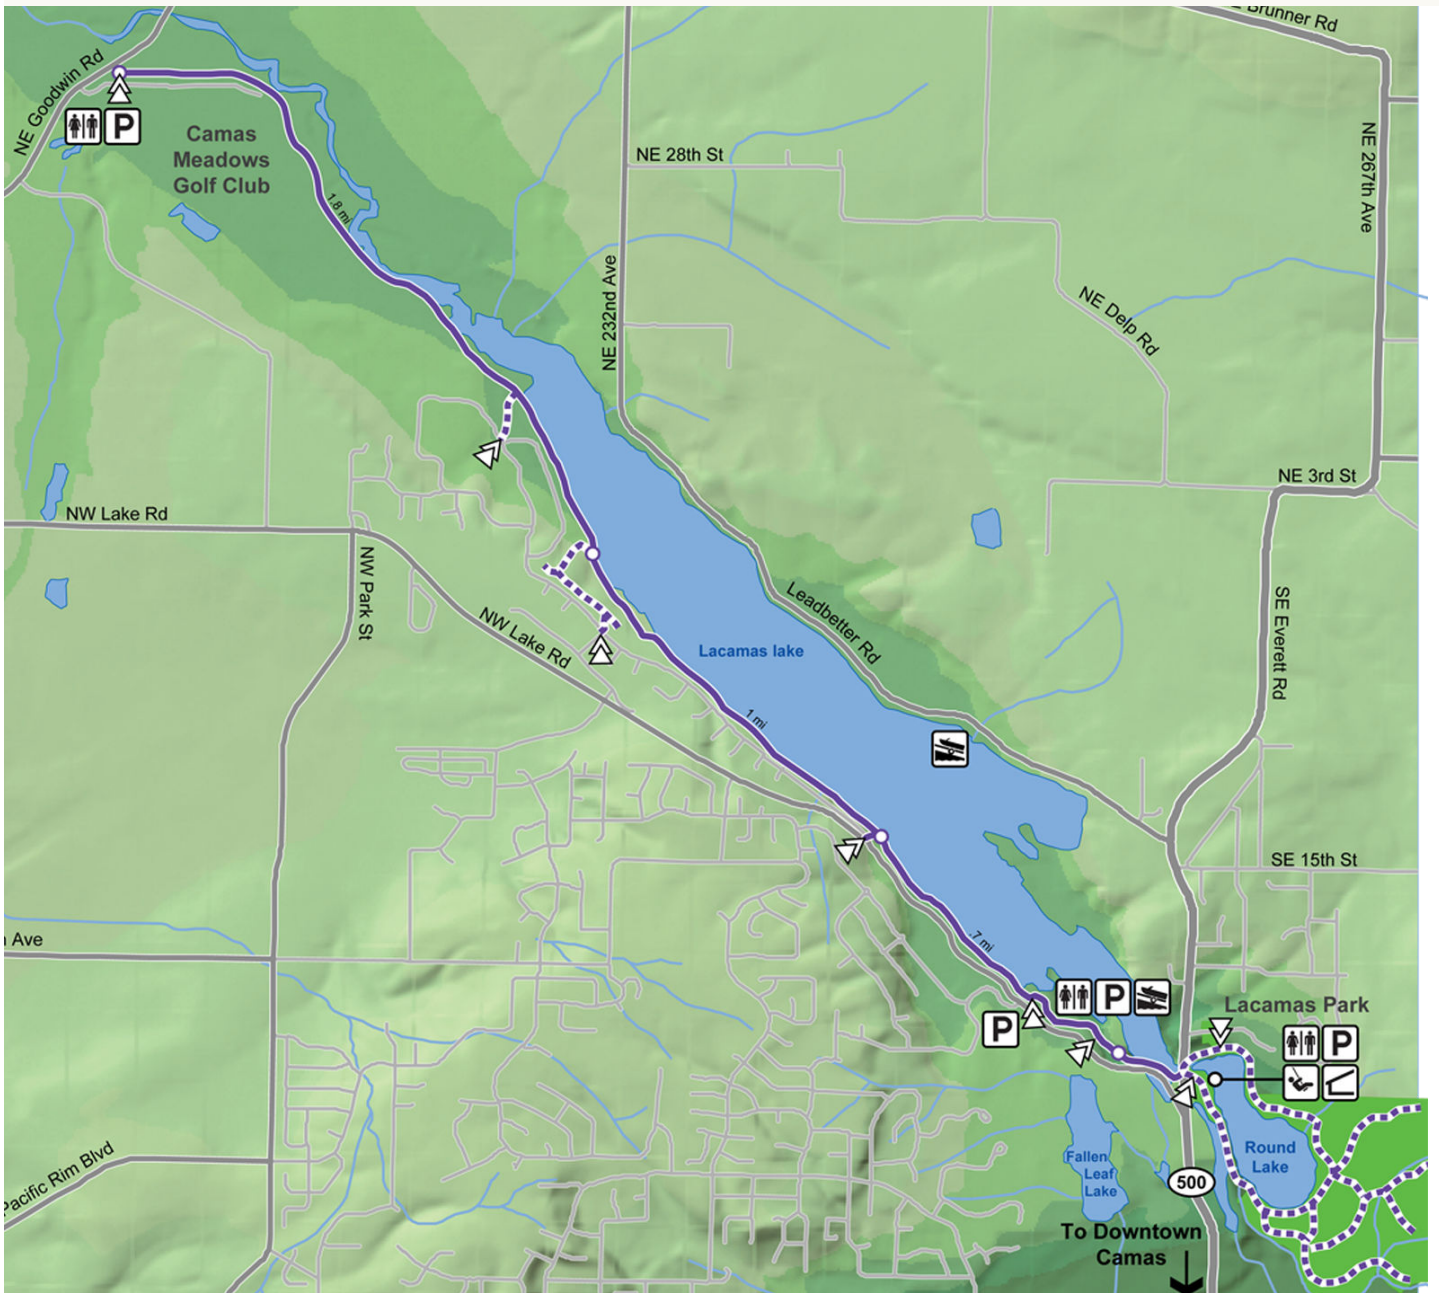 Brunner Rd
NE Goodwin Rd
P
Camas
Meadows
Golf Club
NE 28th St
NE 267th Ave
1.8 mi
NE 232nd Ave
NE Delp Rd
NE 3rd St
NW Lake Rd
NW Park St
Leadbetter Rd
SE Everett Rd
NW Lake Rd
Lacamas lake
1 mi
SE 15th St
Ave
.7 mi
P
Lacamas Park
P
P
Round
Lake
Fallen
Leaf
Lake
Pacific Rim Blvd
500
To Downtown
Camas